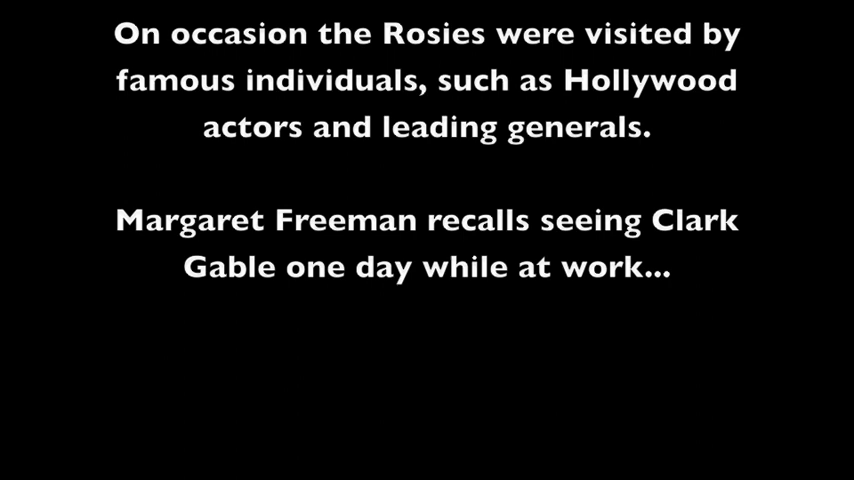 On occasion the Rosies were visited by
famous individuals, such as Hollywood
actors and leading generals.
Margaret Freeman recalls seeing Clark
Gable one day while at work...